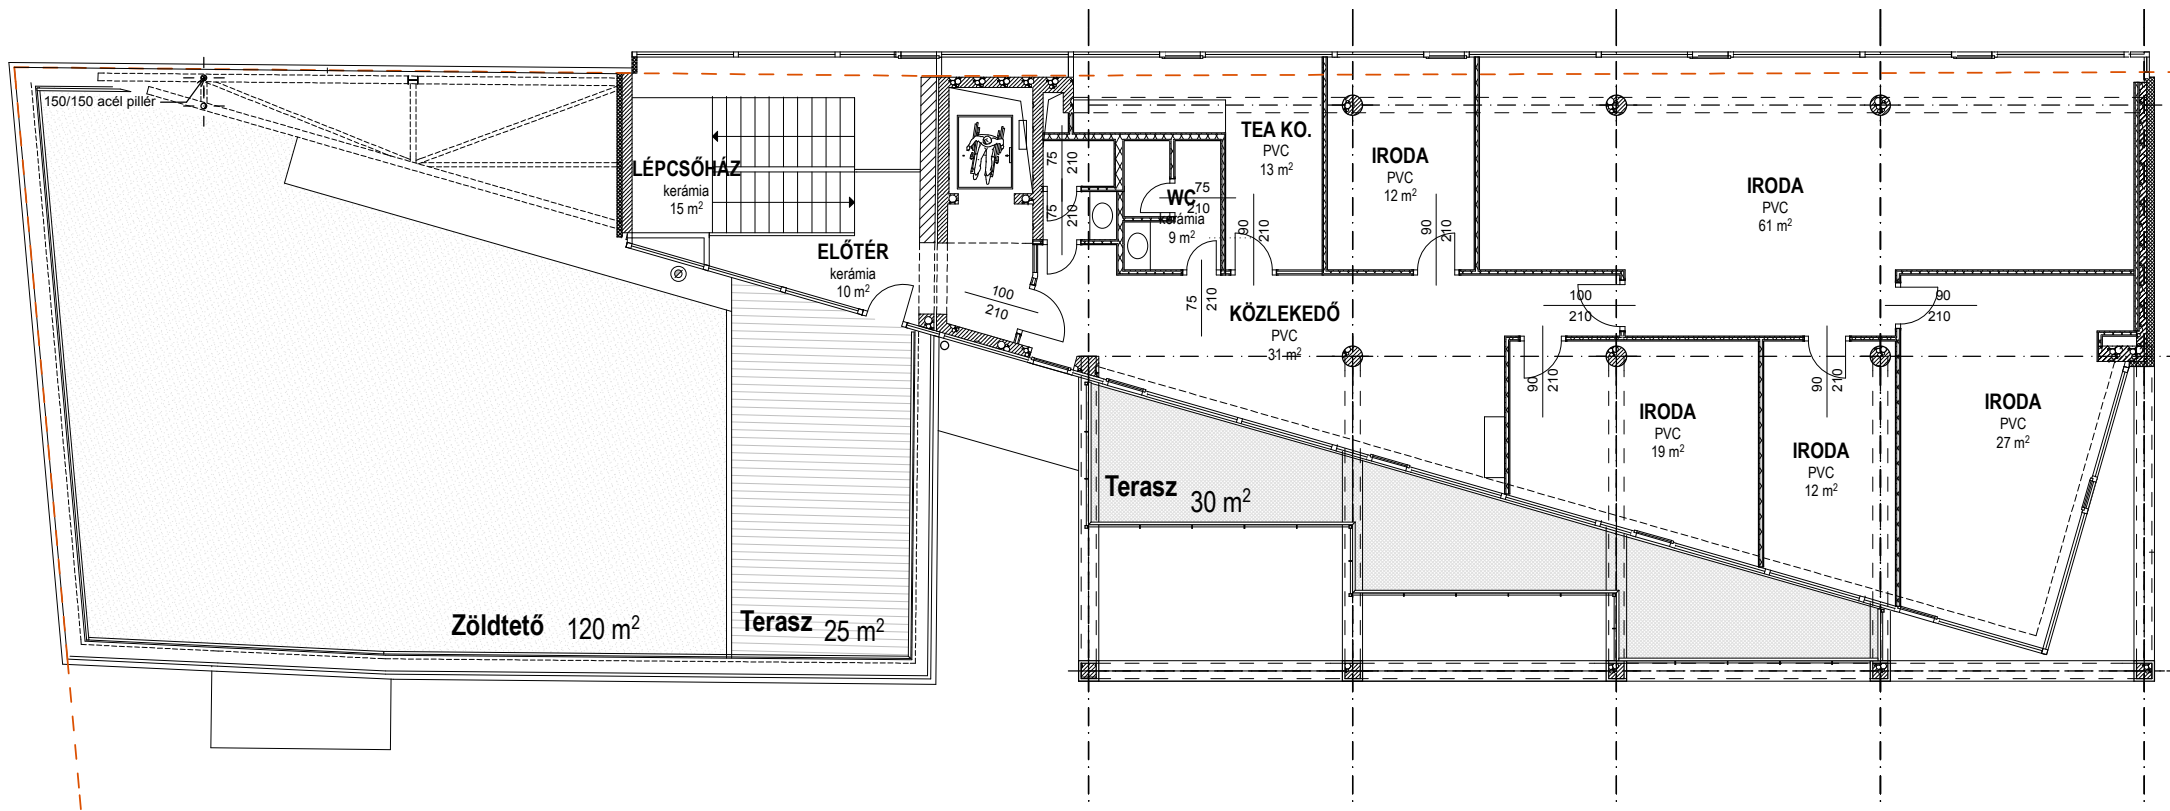 150/150 acél pillér
LÉPCSŐHÁZ
kerámia
15 m²
ELŐTÉR
kerámia
10 m²
100
210
75
210
75
210
WC
kerámia
9 m²
75
210
75
210
TEA KO.
PVC
13 m²
90
210
IRODA
PVC
12 m²
90
210
IRODA
PVC
61 m²
KÖZLEKEDŐ
PVC
31 m²
100
210
90
210
90
210
IRODA
PVC
19 m²
90
210
IRODA
PVC
12 m²
IRODA
PVC
27 m²
Terasz 30 m²
Zöldtető 120 m²
Terasz 25 m²